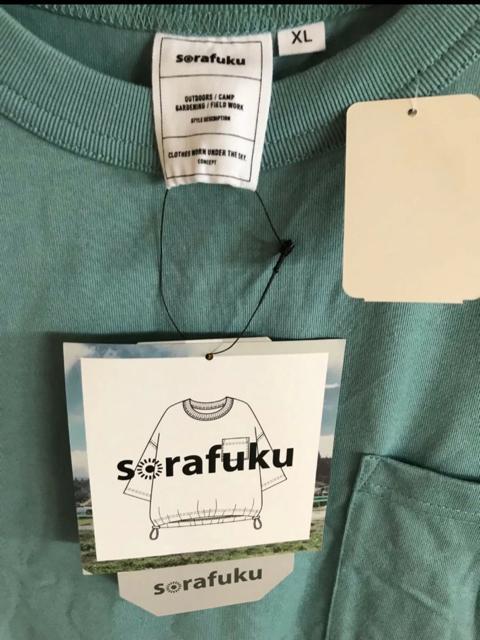 sorafuku
XL
OUTDOORS / CAMP
GARDENING / FIELD WORK
STYLE DESCRIPTION
CLOTHES WORN UNDER THE SKY.
CONCEPT
sorafuku
sorafuku